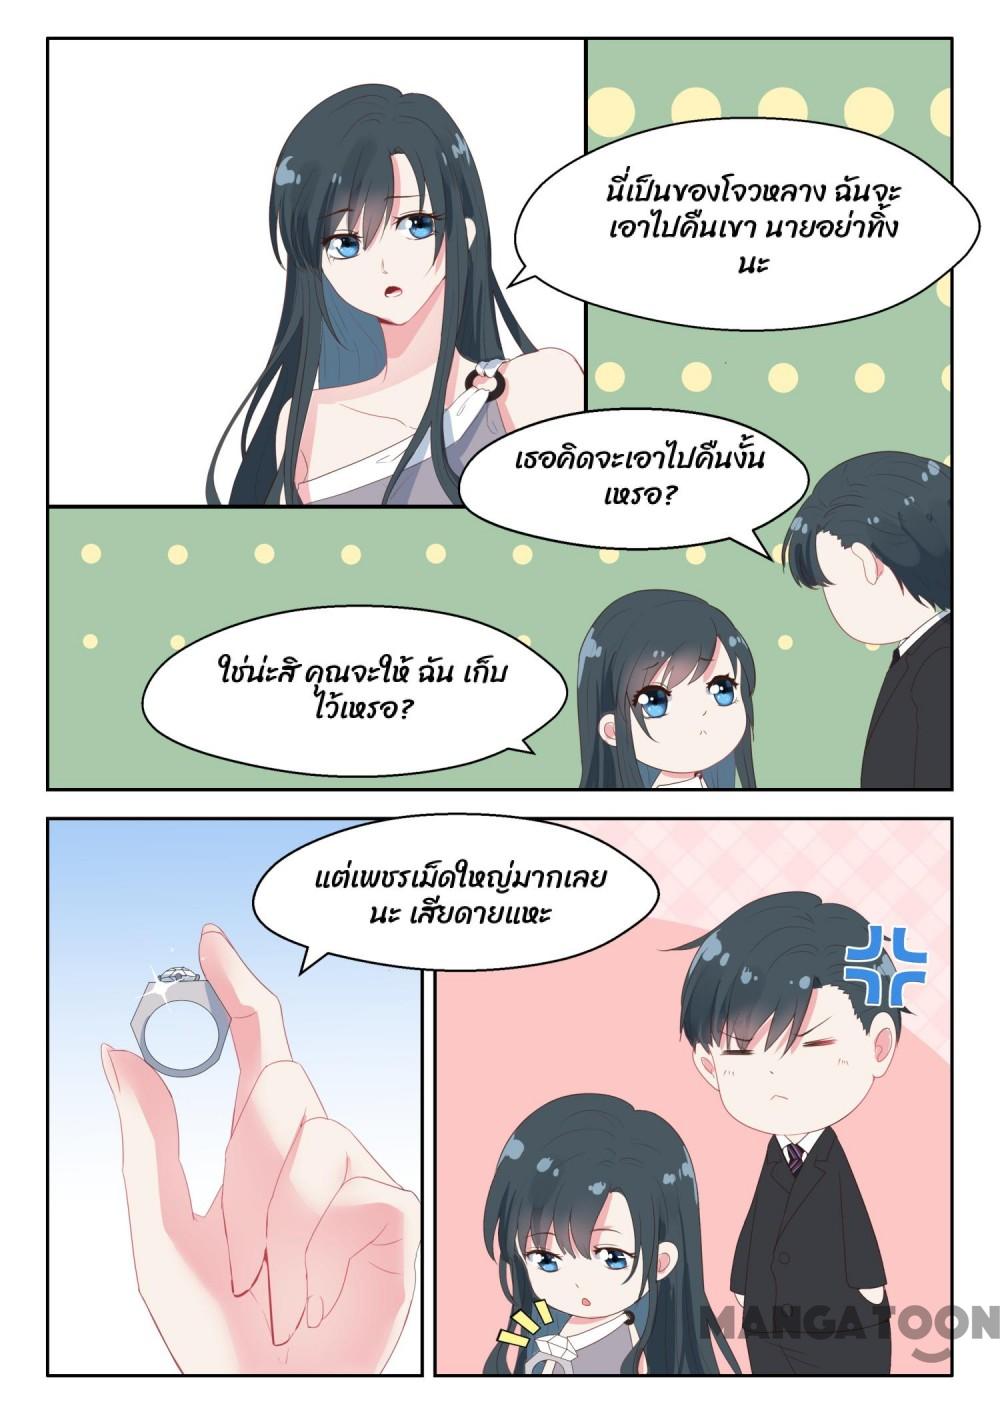 นี่เป็นของโจวหลาง ฉันจะ
เอาไปคืนเขา นายอย่าทิ้ง
นะ
เธอคิดจะเอาไปคืนงั้น
เหรอ?
ใช่น่ะสิ คุณจะให้ ฉัน เก็บ
ไว้เหรอ?
แต่เพชรเม็ดใหญ่มากเลย
นะ เสียดายแหะ
MANGATOON